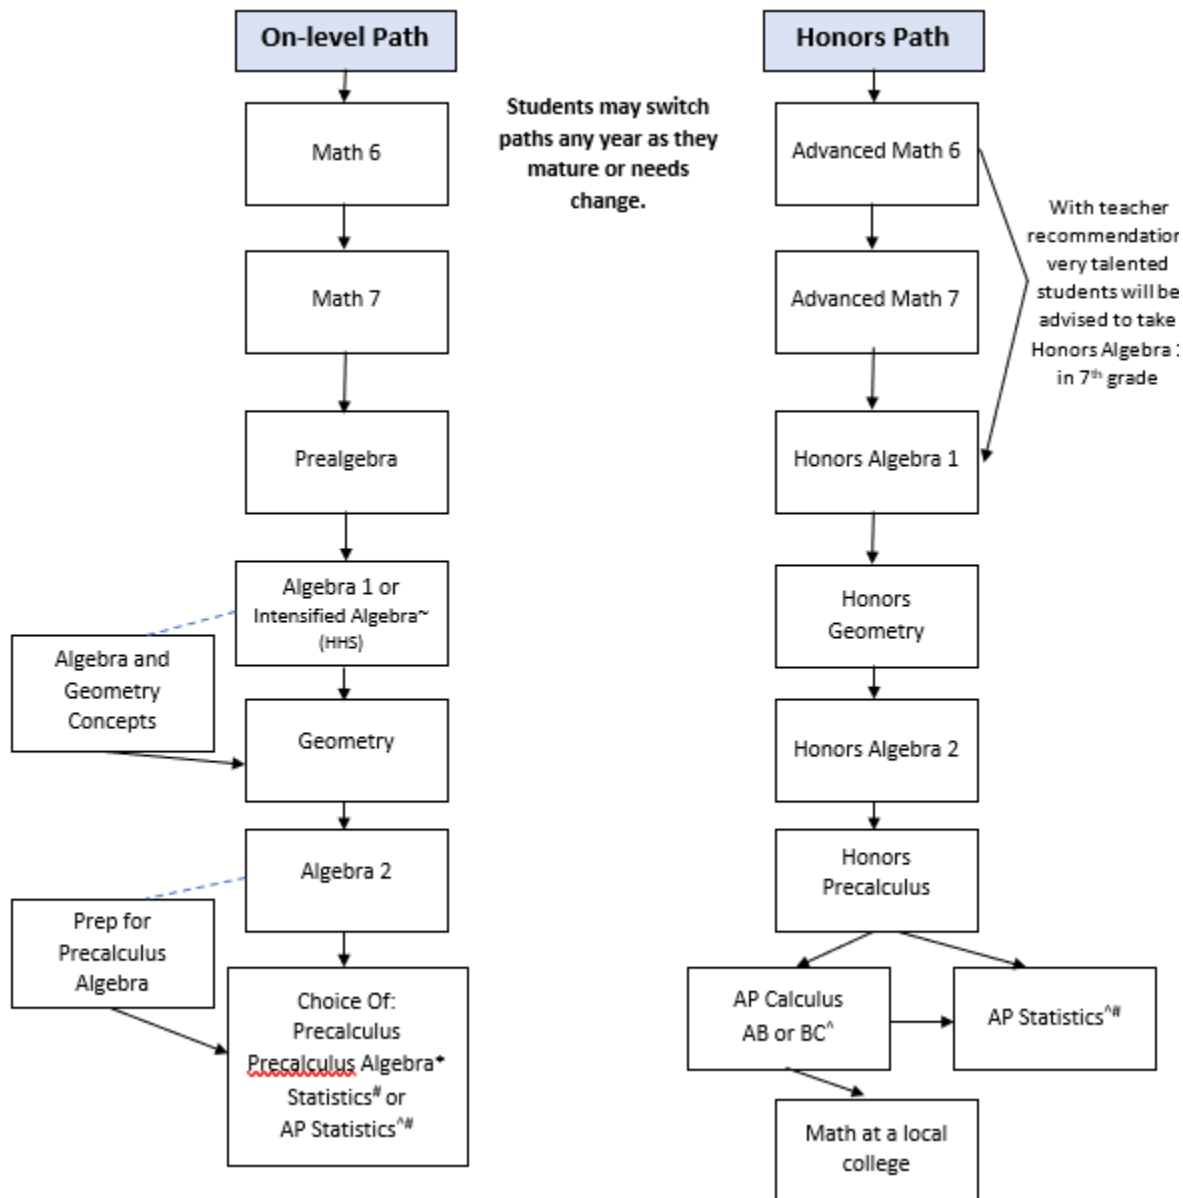 On-level Path
Math 6
Math 7
Prealgebra
Algebra 1 or
Intensified Algebra~
(HHS)
Algebra and
Geometry
Concepts
Geometry
Algebra 2
Prep for
Precalculus
Algebra
Choice Of:
Precalculus
Precalculus Algebra*
Statistics# or
AP Statistics^#
Students may switch
paths any year as they
mature or needs
change.
Honors Path
Advanced Math 6
Advanced Math 7
Honors Algebra 1
With teacher
recommendation
very talented
students will be
advised to take
Honors Algebra 1
in 7th grade
Honors
Geometry
Honors Algebra 2
Honors
Precalculus
AP Calculus
AB or BC^
AP Statistics^#
Math at a local
college